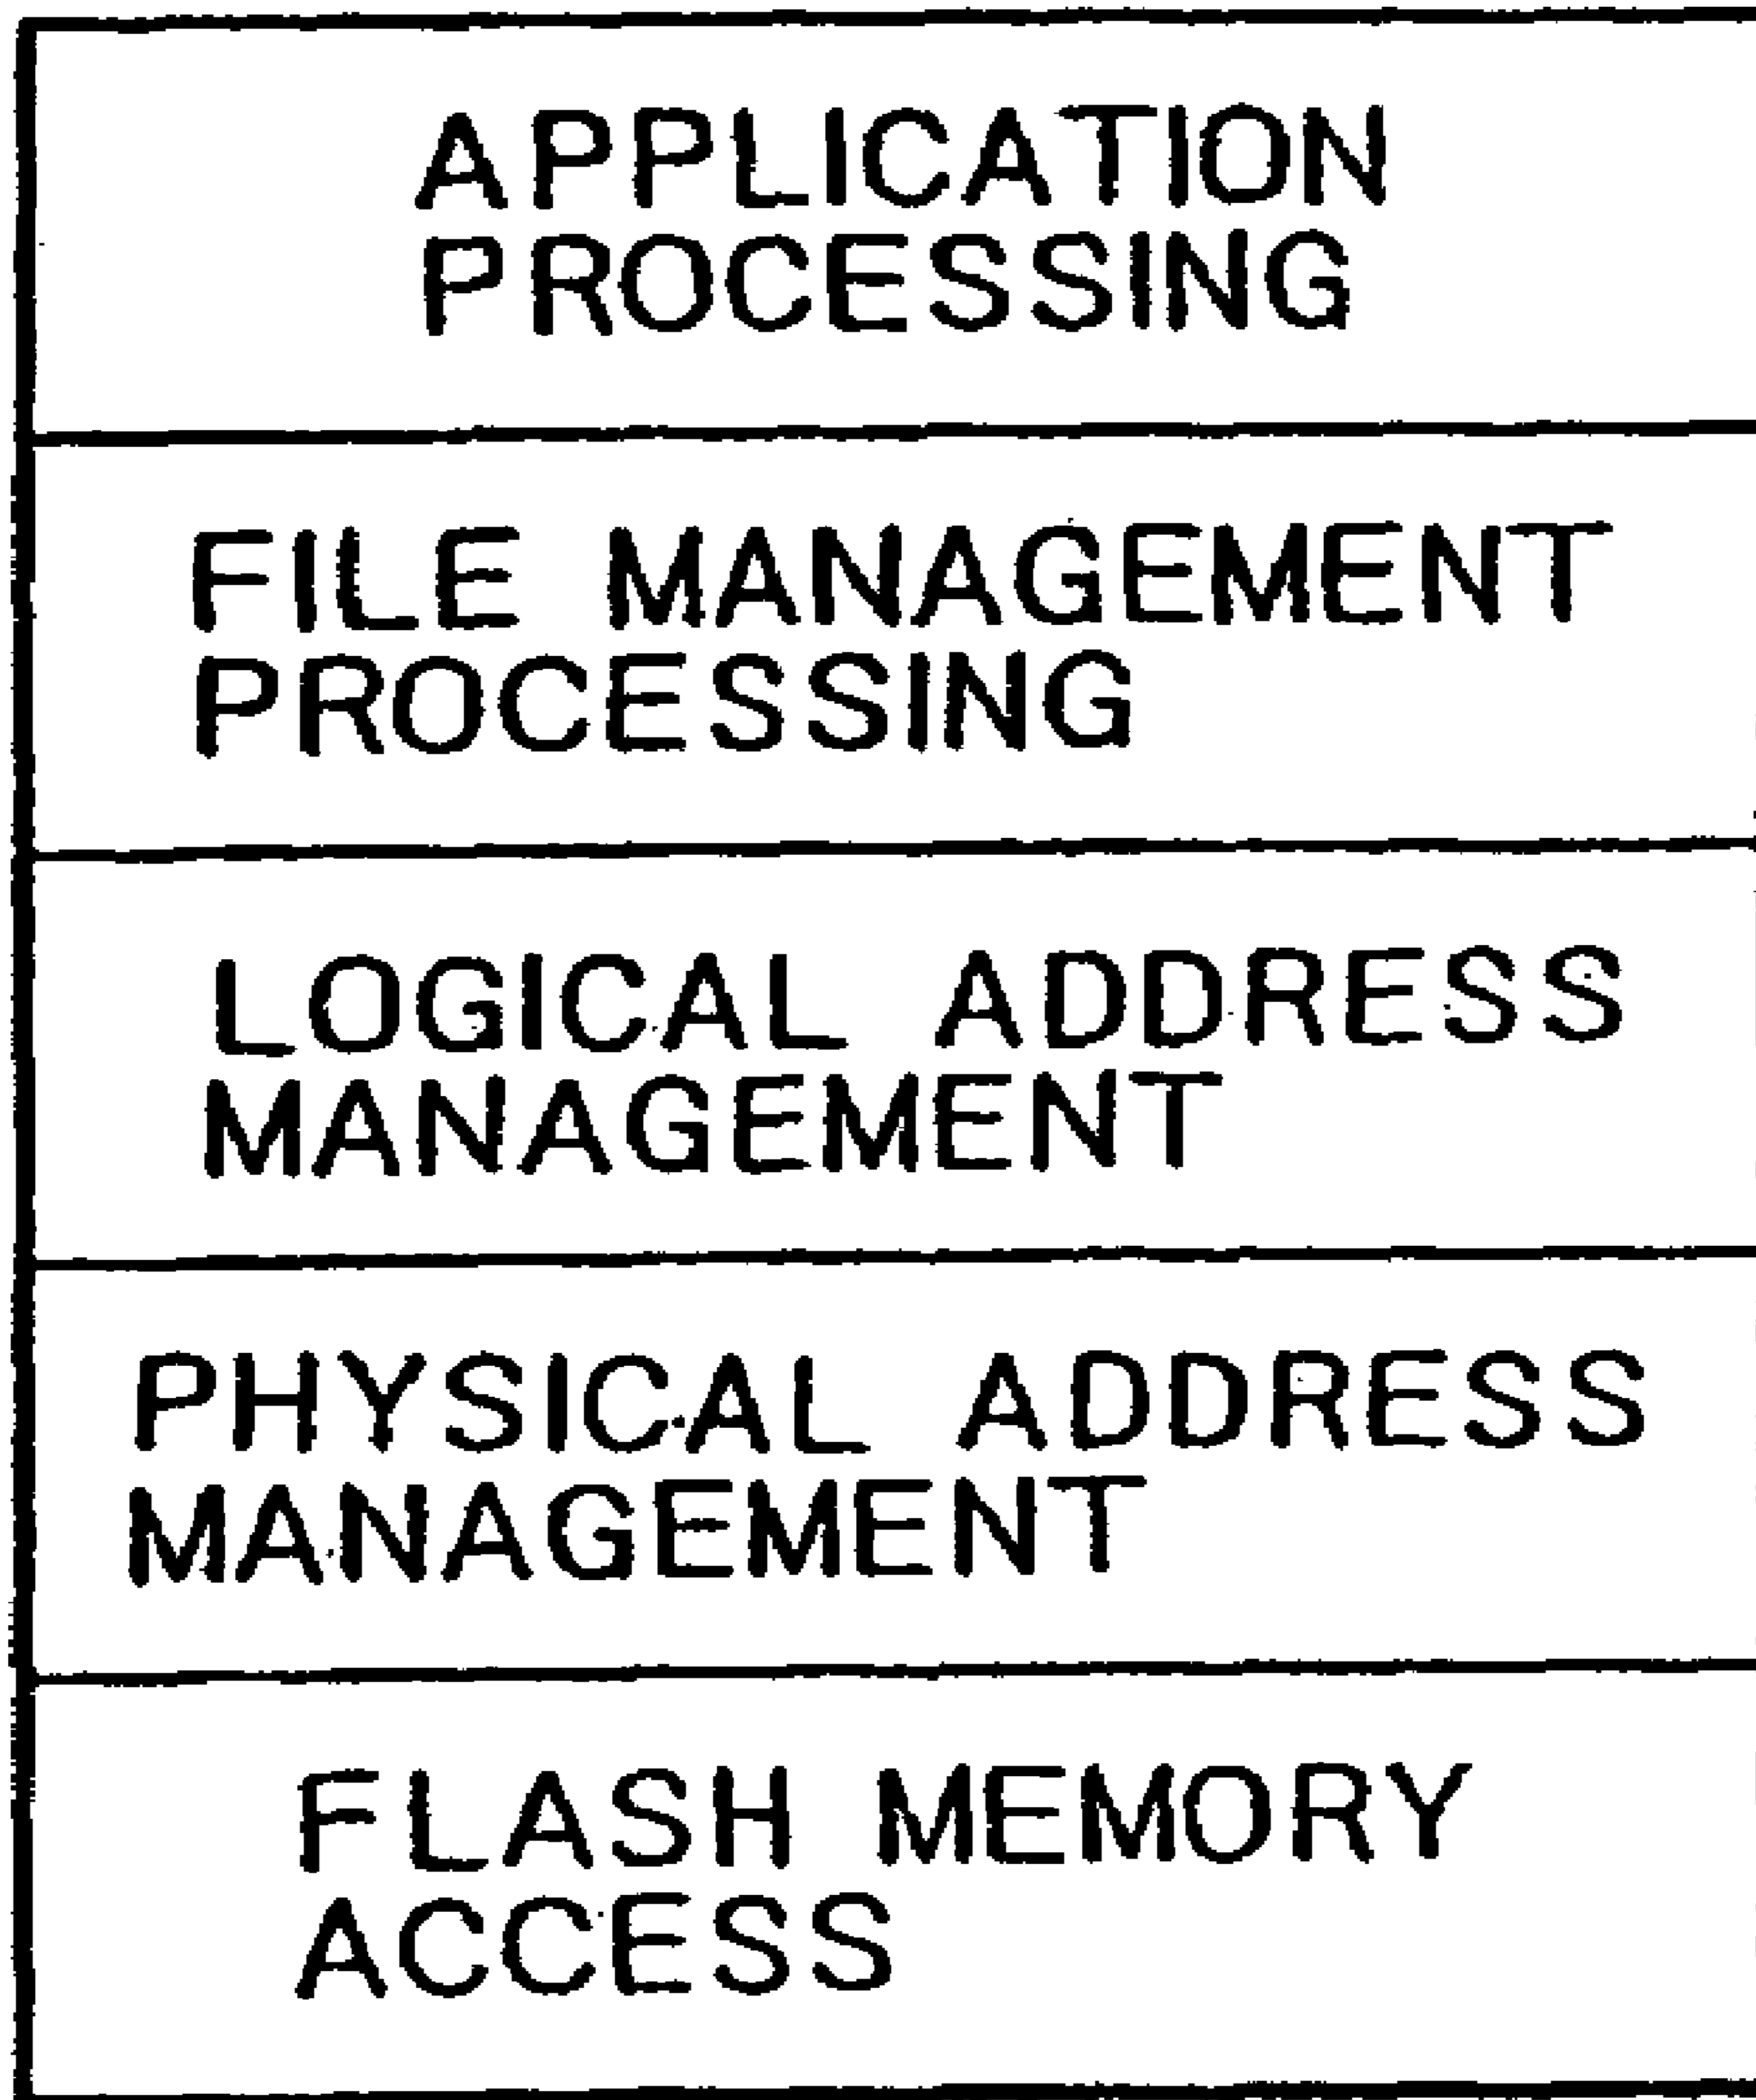 APPLICATION
PROCESSING
FILE MANAGEMENT
PROCESSING
LOGICAL ADDRESS
MANAGEMENT
PHYSICAL ADDRESS
MANAGEMENT
FLASH MEMORY
ACCESS